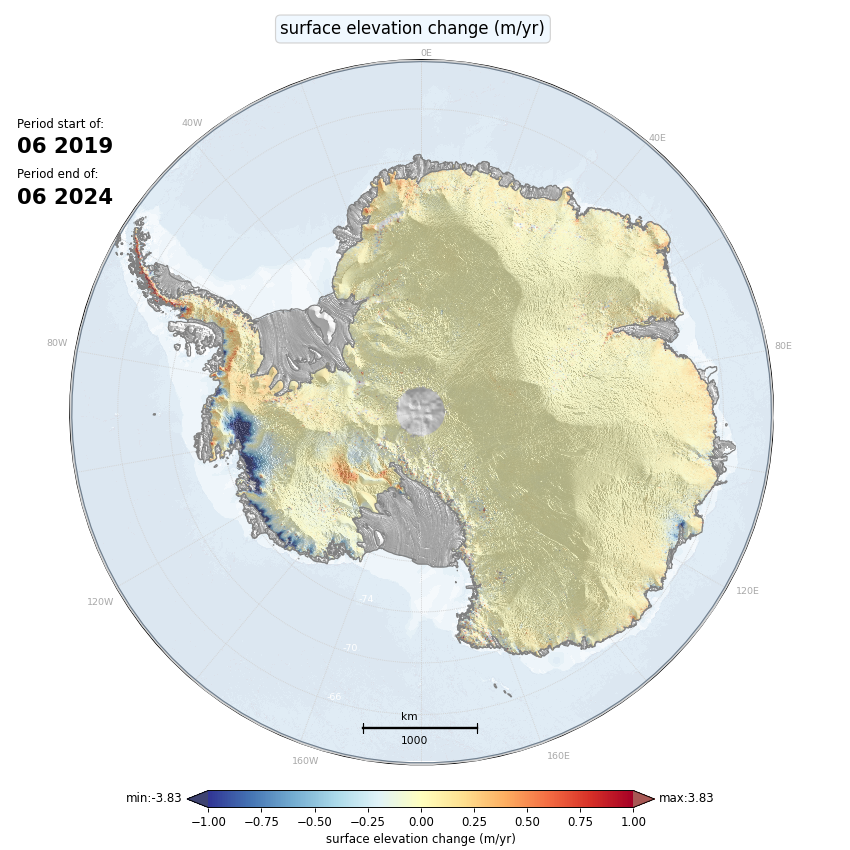 surface elevation change (m/yr)
0E
40W
40E
Period start of:
06 2019
Period end of:
06 2024
80W
80E
120W
120E
-74
-70
-66
km
1000
160W
160E
min:-3.83
max:3.83
−1.00 −0.75 −0.50 −0.25 0.00 0.25 0.50 0.75 1.00
surface elevation change (m/yr)